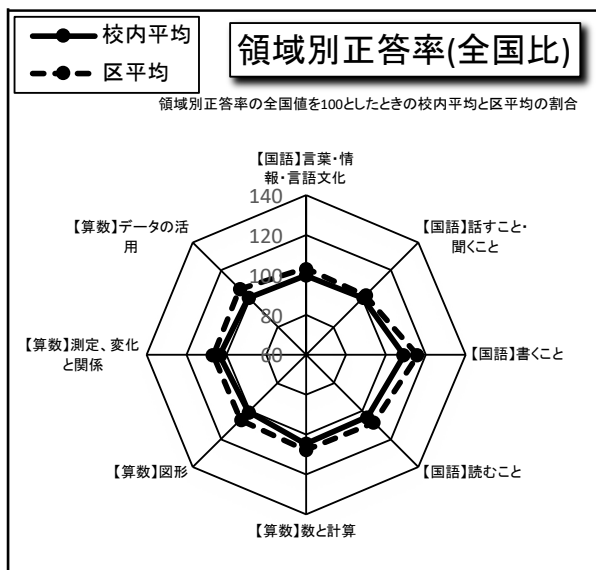 校内平均
区平均
領域別正答率(全国比)
領域別正答率の全国値を100としたときの校内平均と区平均の割合
【国語】言葉・情
報・言語文化
【国語】話すこと・
聞くこと
【国語】書くこと
【国語】読むこと
【算数】数と計算
【算数】図形
【算数】測定、変化
と関係
【算数】データの活
用
140
120
100
80
60